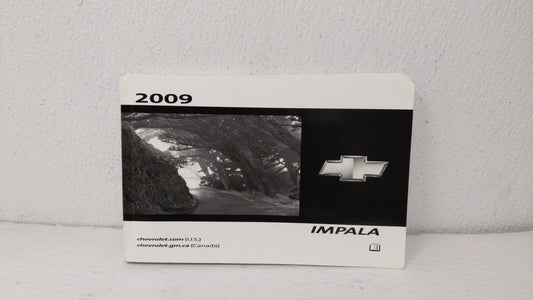 2009
IMPALA
chevrolet.com (U.S.)
chevrolet.gm.ca (Canada)